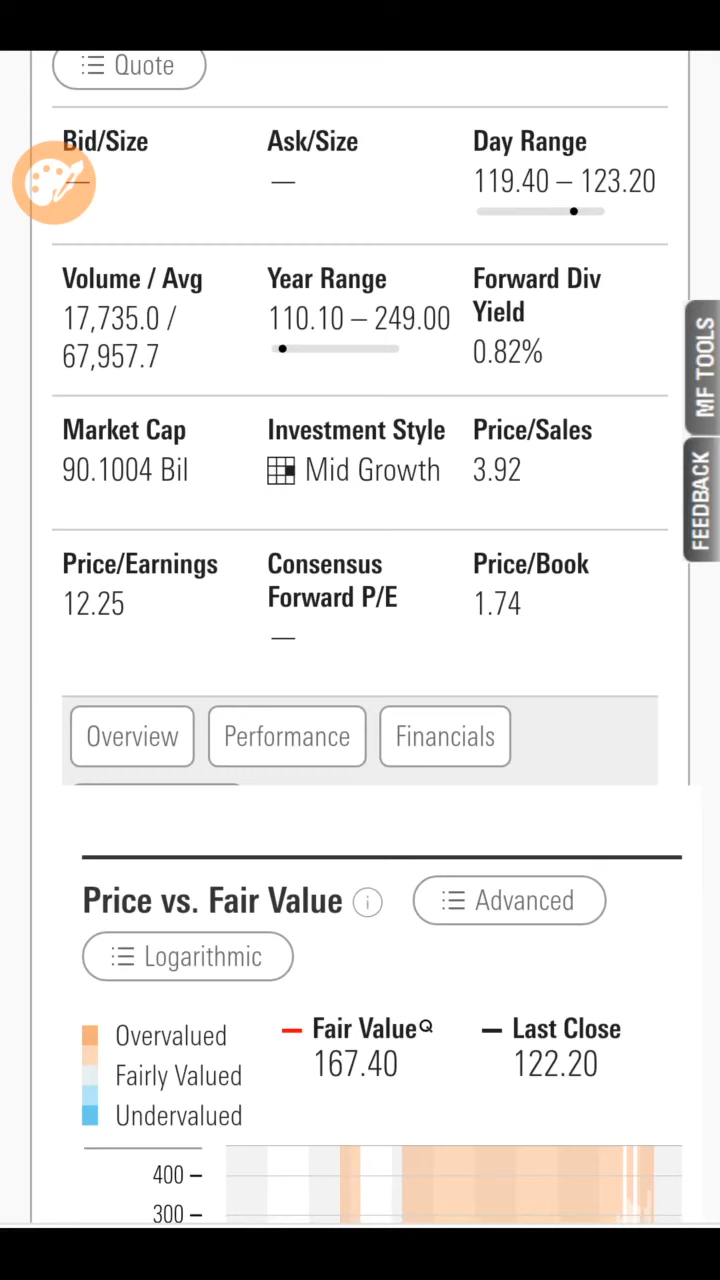 Quote
Bid/Size
Ask/Size
Day Range
—
—
119.40 – 123.20
Volume / Avg
Year Range
Forward Div
Yield
17,735.0 /
67,957.7
110.10 – 249.00
0.82%
Market Cap
Investment Style
Price/Sales
90.1004 Bil
Mid Growth
3.92
Price/Earnings
Consensus
Forward P/E
Price/Book
12.25
—
1.74
MF TOOLS
FEEDBACK
Overview
Performance
Financials
Price vs. Fair Value
i
Advanced
Logarithmic
Overvalued
Fairly Valued
Undervalued
Fair ValueQ
167.40
Last Close
122.20
400
300